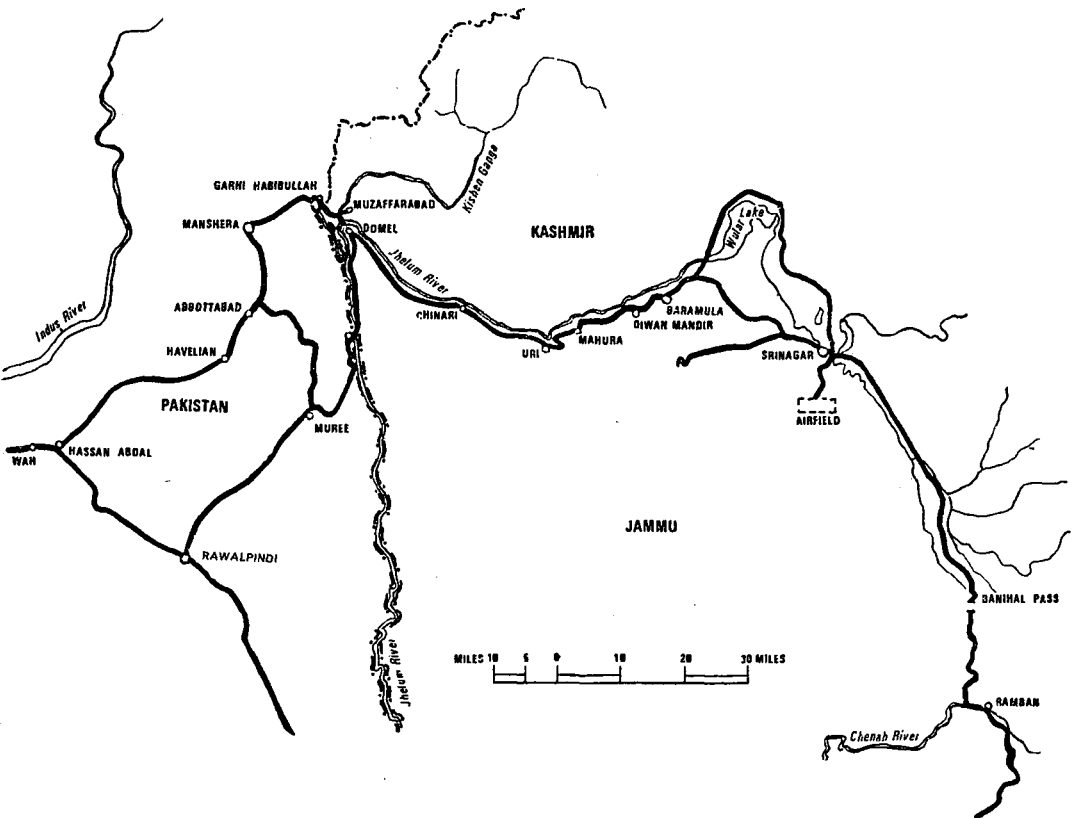 GARHI HABIBULLAH
MUZAFFARABAD
Kishen Ganga
MANSHERA
DOMEL
KASHMIR
Wular Lake
Jhelum River
Indus River
ABBOTTABAD
CHINARI
BARAMULA
DIWAN MANDIR
MAHURA
URI
HAVELIAN
SRINAGAR
PAKISTAN
AIRFIELD
MUREE
HASSAN ABDAL
WAH
JAMMU
RAWALPINDI
BANIHAL PASS
MILES 10 5 0 10 20 30 MILES
Jhelum River
RAMBAN
Chenab River